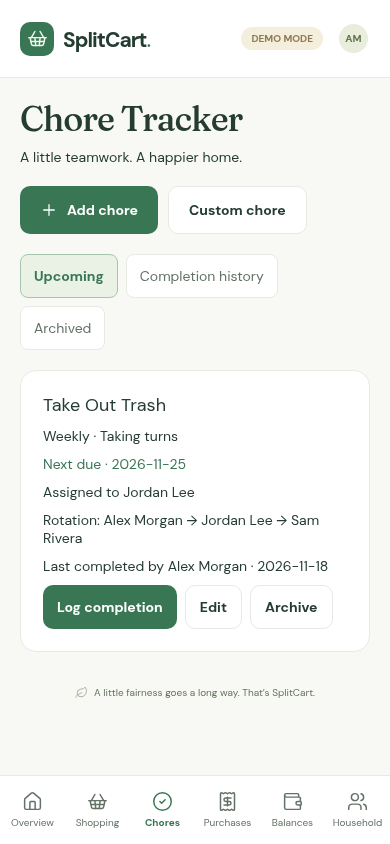 SplitCart.
DEMO MODE
AM
Chore Tracker
A little teamwork. A happier home.
Add chore
Custom chore
Upcoming
Completion history
Archived
Take Out Trash
Weekly · Taking turns
Next due · 2026-11-25
Assigned to Jordan Lee
Rotation: Alex Morgan → Jordan Lee → Sam
Rivera
Last completed by Alex Morgan · 2026-11-18
Log completion
Edit
Archive
A little fairness goes a long way. That's SplitCart.
Overview
Shopping
Chores
Purchases
Balances
Household